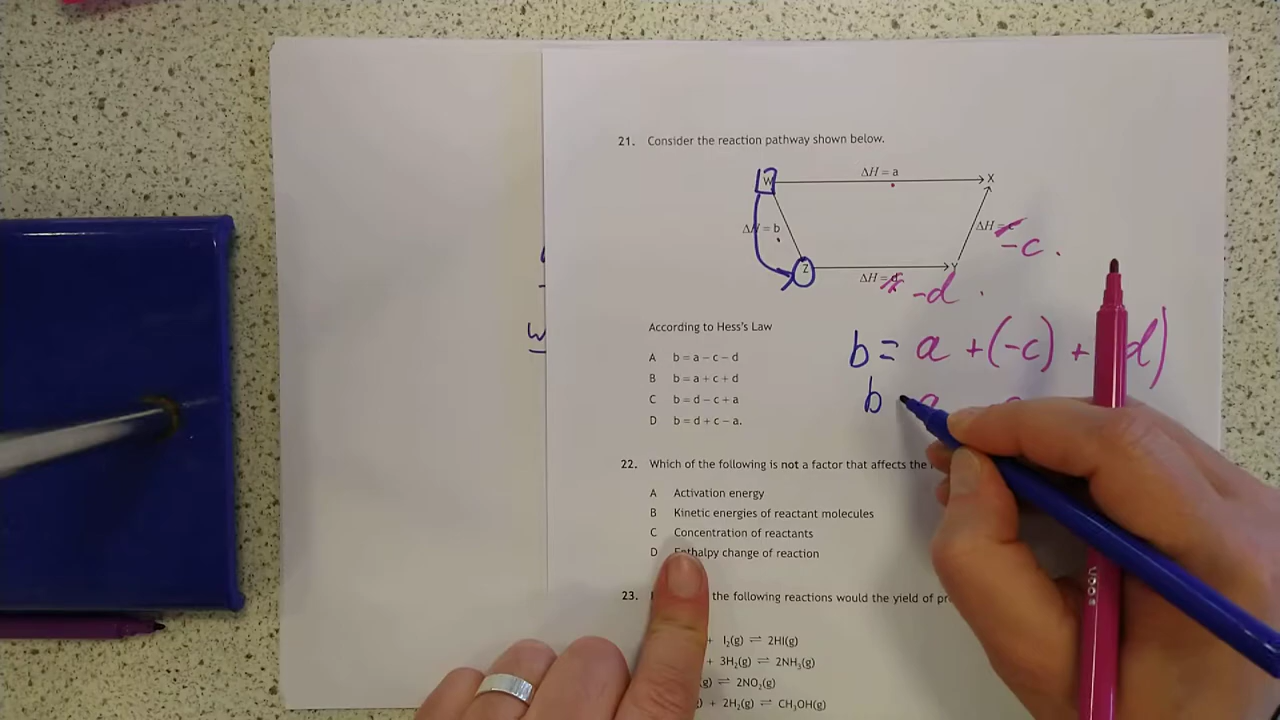 21. Consider the reaction pathway shown below.
W ΔH = a X
ΔH = b
-c.
Z Y
ΔH = -d.
According to Hess's Law
A b = a – c – d
B b = a + c + d
C b = d – c + a
D b = d + c – a.
b = a + (-c) + d)
b
22. Which of the following is not a factor that affects the
A Activation energy
B Kinetic energies of reactant molecules
C Concentration of reactants
D Enthalpy change of reaction
23. the following reactions would the yield of
+ I₂(g) ⇌ 2HI(g)
+ 3H₂(g) ⇌ 2NH₃(g)
(g) ⇌ 2NO₂(g)
) + 2H₂(g) ⇌ CH₃OH(g)